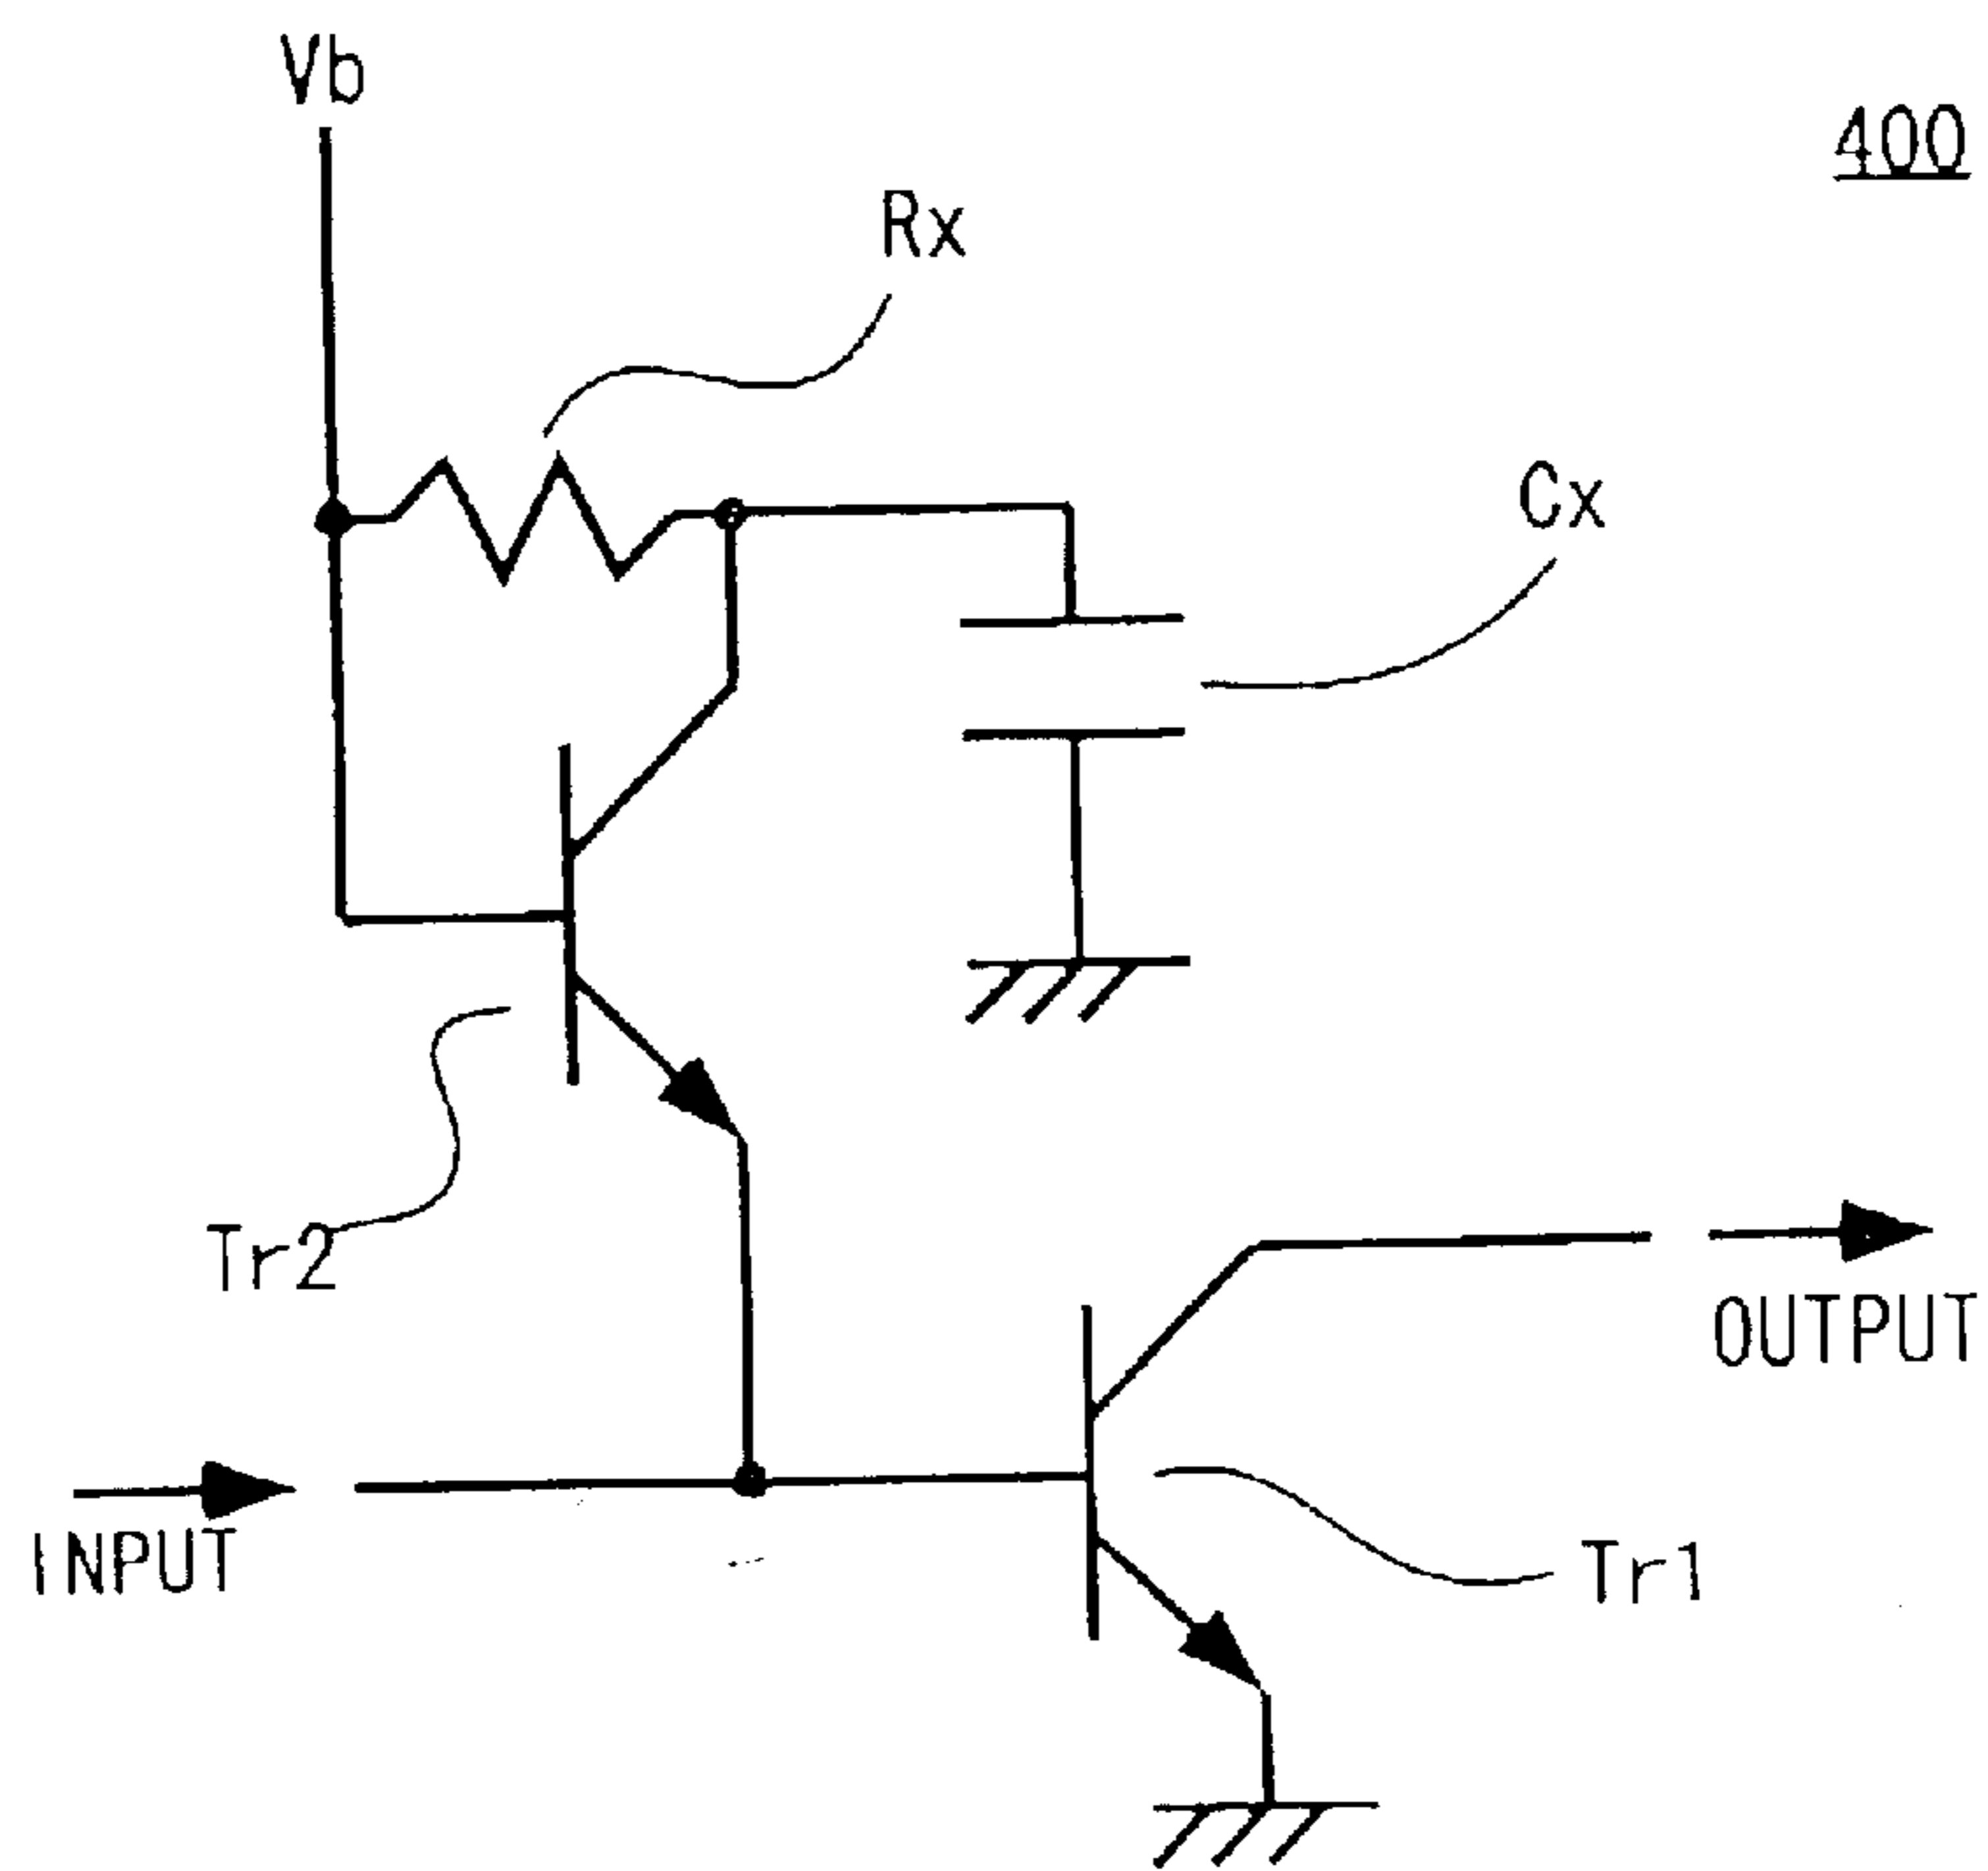 Vb
400
Rx
Cx
Tr2
OUTPUT
INPUT
Tr1